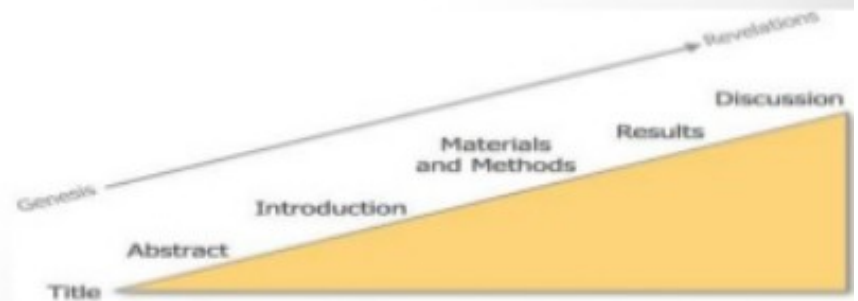 Revelations
Discussion
Results
Materials
and Methods
Genesis
Introduction
Abstract
Title